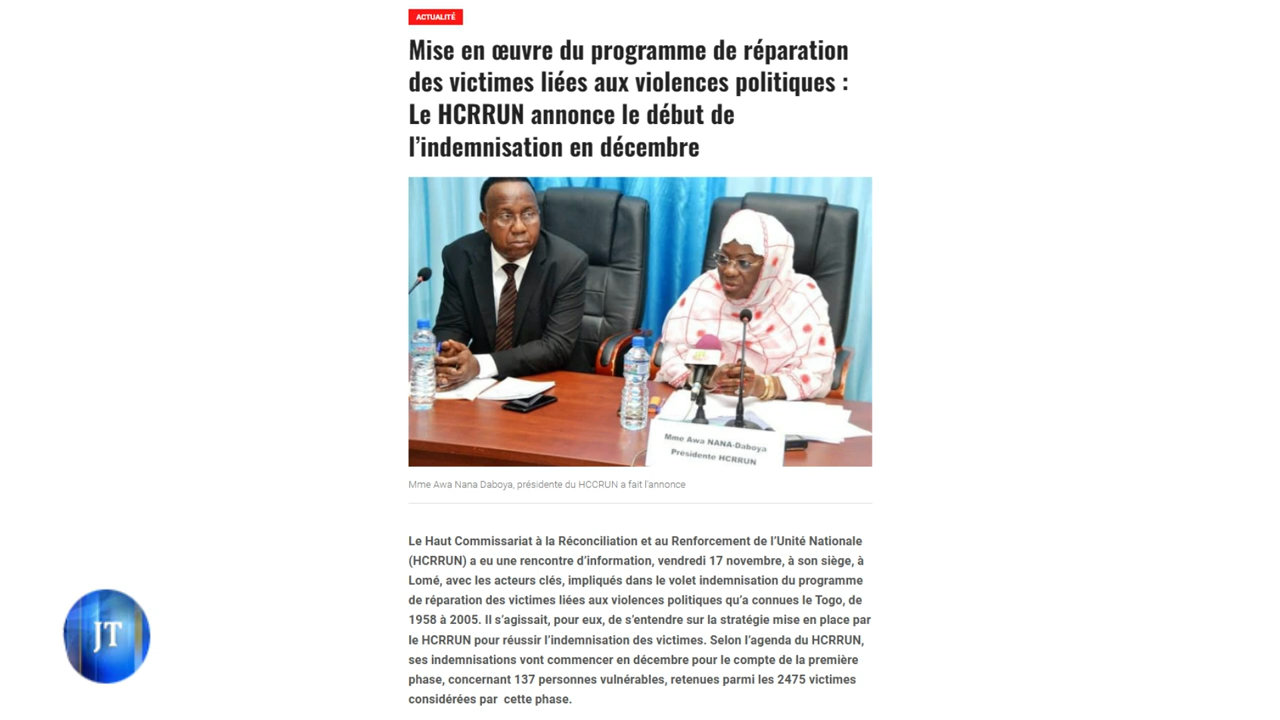 ACTUALITÉ
Mise en œuvre du programme de réparation
des victimes liées aux violences politiques :
Le HCRRUN annonce le début de
l'indemnisation en décembre
Mme Awa NANA-Daboya
Présidente HCRRUN
Mme Awa Nana Daboya, présidente du HCCRUN a fait l'annonce
Le Haut Commissariat à la Réconciliation et au Renforcement de l'Unité Nationale
(HCRRUN) a eu une rencontre d'information, vendredi 17 novembre, à son siège, à
Lomé, avec les acteurs clés, impliqués dans le volet indemnisation du programme
de réparation des victimes liées aux violences politiques qu'a connues le Togo, de
1958 à 2005. Il s'agissait, pour eux, de s'entendre sur la stratégie mise en place par
le HCRRUN pour réussir l'indemnisation des victimes. Selon l'agenda du HCRRUN,
ses indemnisations vont commencer en décembre pour le compte de la première
phase, concernant 137 personnes vulnérables, retenues parmi les 2475 victimes
considérées par cette phase.
JT